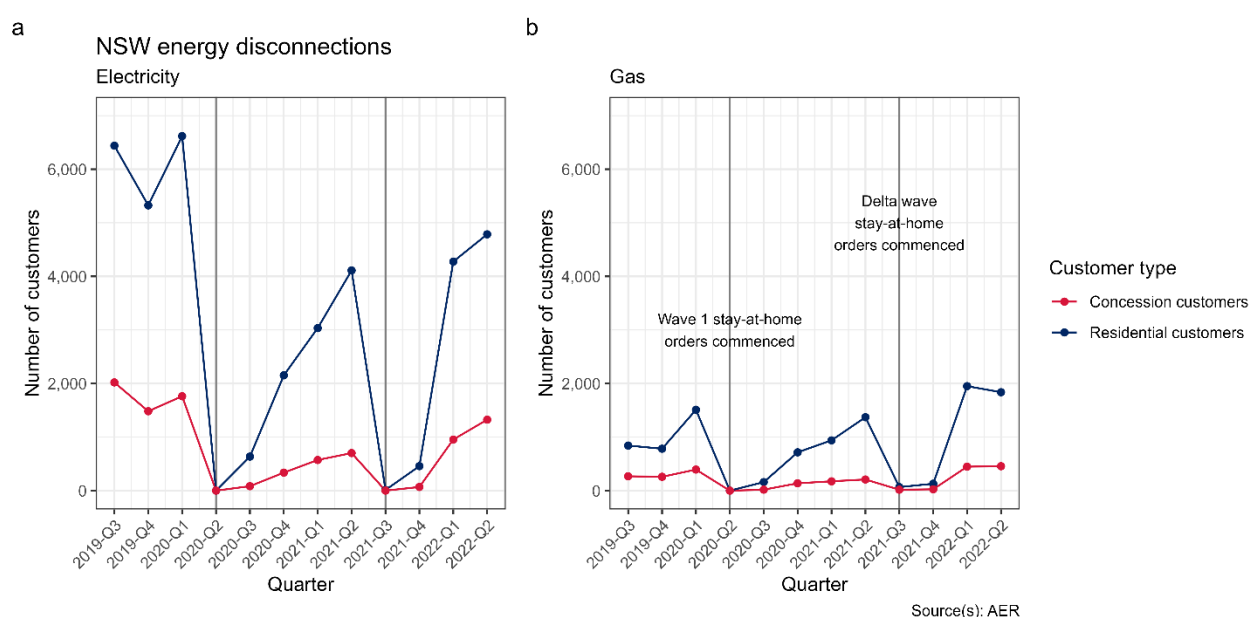 a
NSW energy disconnections
Electricity
Number of customers
6,000
4,000
2,000
0
2019-Q3
2019-Q4
2020-Q1
2020-Q2
2020-Q3
2020-Q4
2021-Q1
2021-Q2
2021-Q3
2021-Q4
2022-Q1
2022-Q2
Quarter
b
Gas
Number of customers
6,000
4,000
2,000
0
Delta wave
stay-at-home
orders commenced
Wave 1 stay-at-home
orders commenced
2019-Q3
2019-Q4
2020-Q1
2020-Q2
2020-Q3
2020-Q4
2021-Q1
2021-Q2
2021-Q3
2021-Q4
2022-Q1
2022-Q2
Quarter
Customer type
Concession customers
Residential customers
Source(s): AER